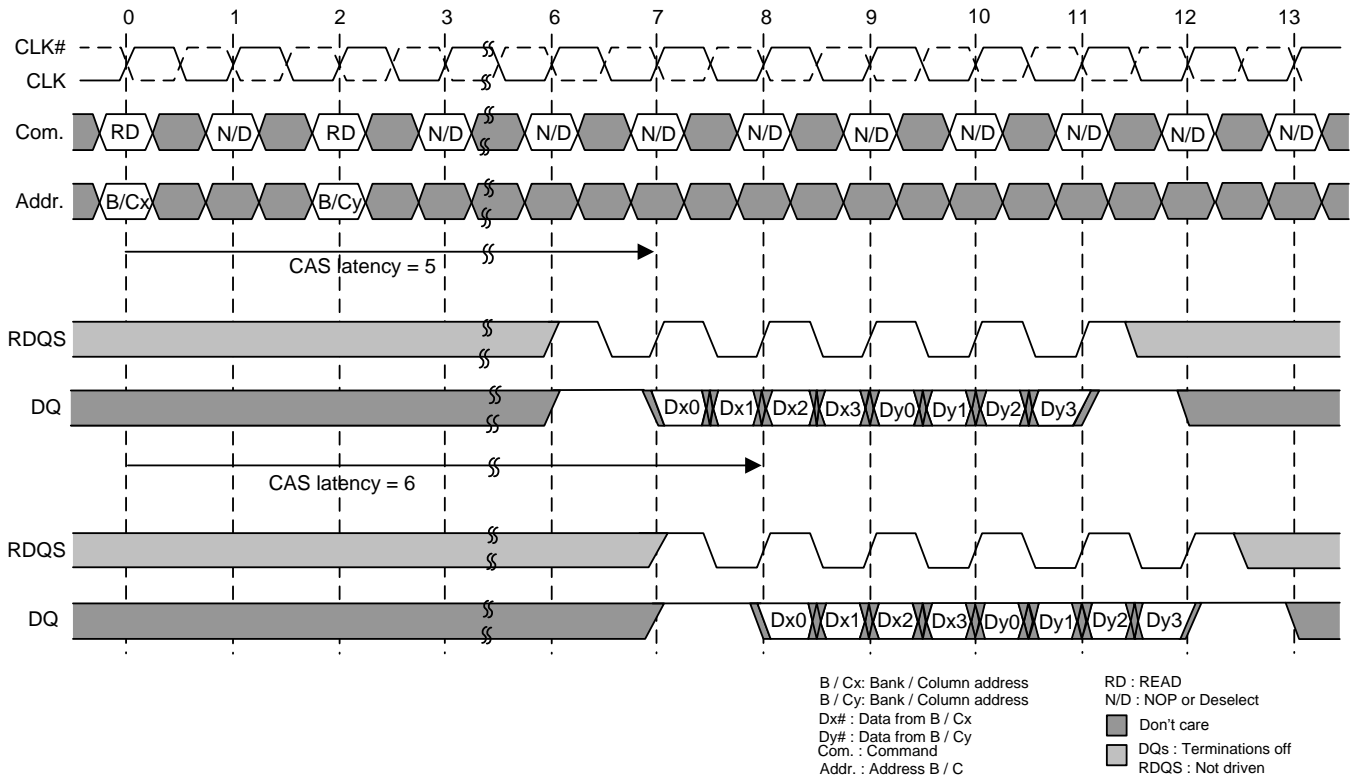 0 1 2 3 6 7 8 9 10 11 12 13
CLK#
CLK
Com. RD N/D RD N/D N/D N/D N/D N/D N/D N/D N/D N/D
Addr. B/Cx B/Cy
CAS latency = 5
RDQS
DQ Dx0 Dx1 Dx2 Dx3 Dy0 Dy1 Dy2 Dy3
CAS latency = 6
RDQS
DQ Dx0 Dx1 Dx2 Dx3 Dy0 Dy1 Dy2 Dy3
B / Cx: Bank / Column address
B / Cy: Bank / Column address
Dx# : Data from B / Cx
Dy# : Data from B / Cy
Com. : Command
Addr. : Address B / C
RD : READ
N/D : NOP or Deselect
Don't care
DQs : Terminations off
RDQS : Not driven